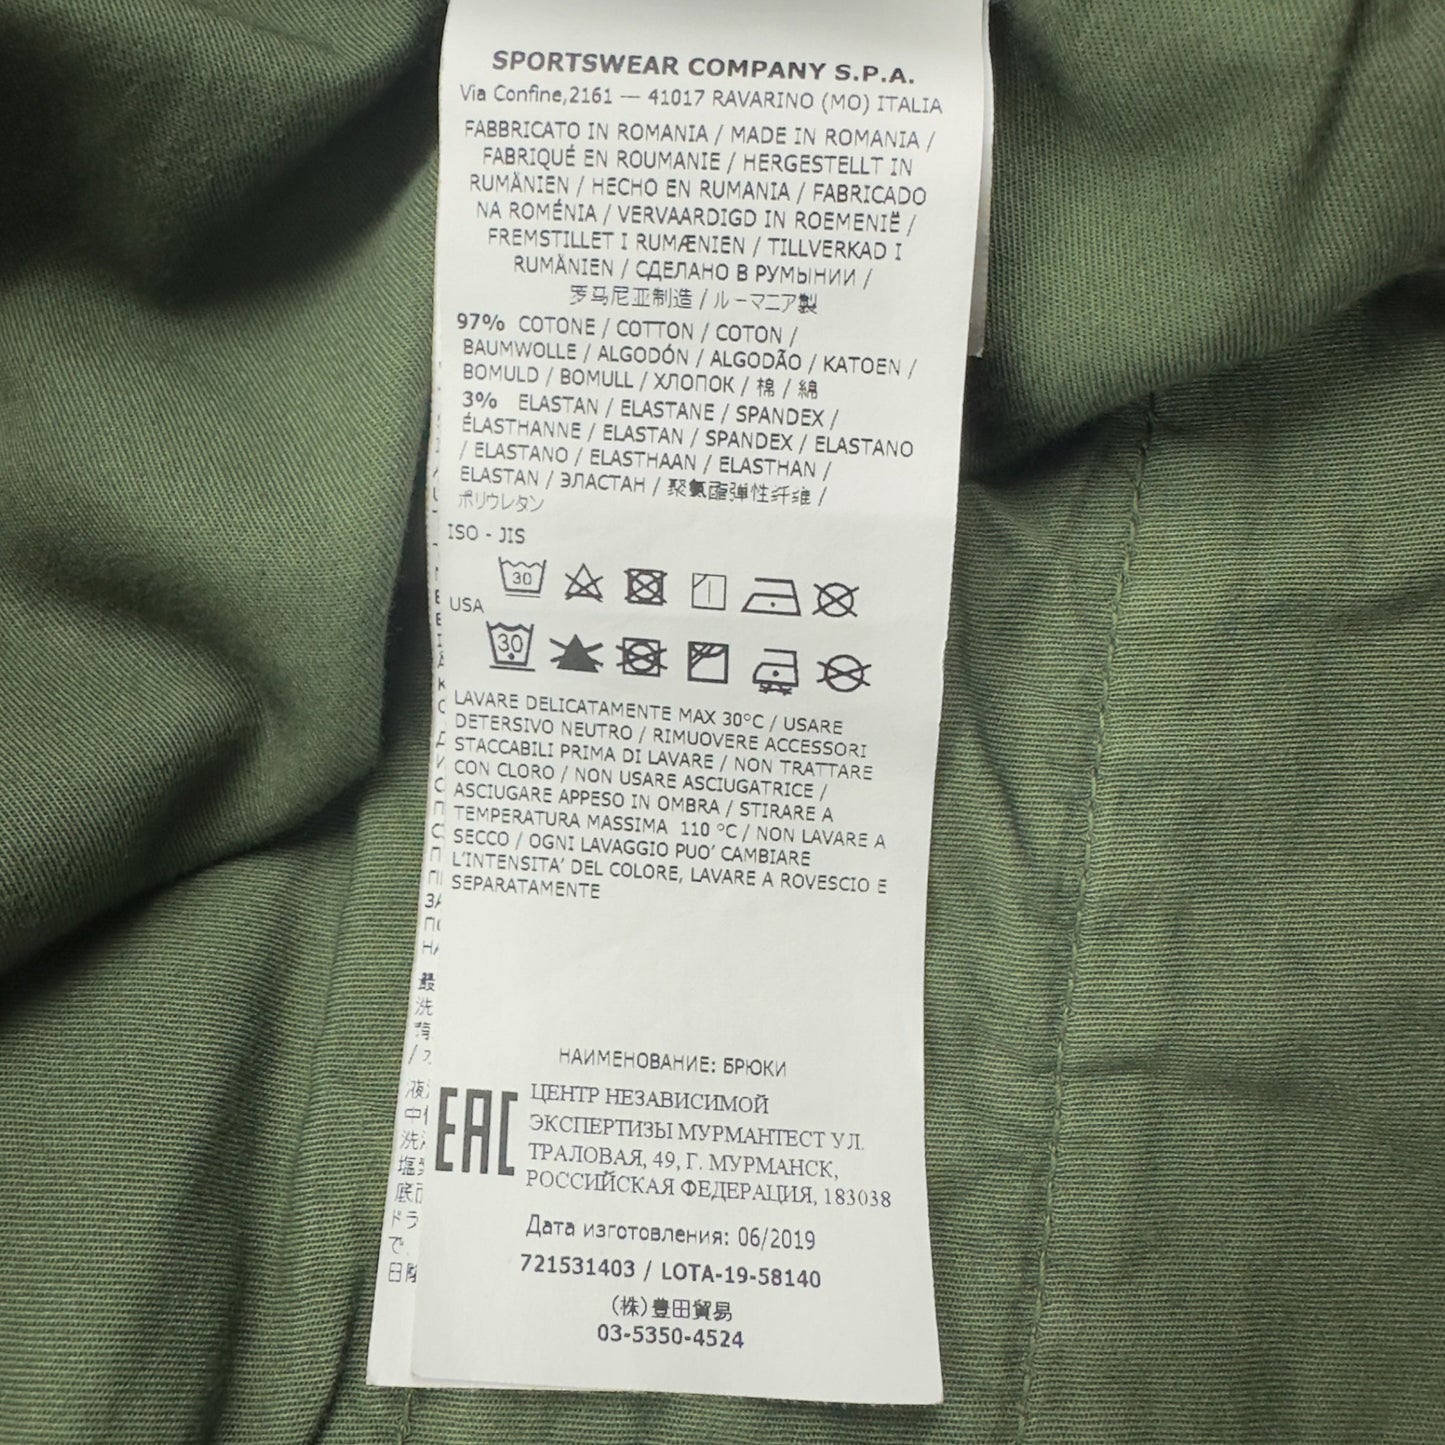 SPORTSWEAR COMPANY S.P.A.
Via Confine,2161 — 41017 RAVARINO (MO) ITALIA
FABBRICATO IN ROMANIA / MADE IN ROMANIA /
FABRIQUÉ EN ROUMANIE / HERGESTELLT IN
RUMÄNIEN / HECHO EN RUMANIA / FABRICADO
NA ROMÉNIA / VERVAARDIGD IN ROEMENIË /
FREMSTILLET I RUMÆNIEN / TILLVERKAD I
RUMÄNIEN / СДЕЛАНО В РУМЫНИИ /
罗马尼亚制造 / ルーマニア製
97% COTONE / COTTON / COTON /
BAUMWOLLE / ALGODÓN / ALGODÃO / KATOEN /
BOMULD / BOMULL / ХЛОПОК / 棉 / 綿
3% ELASTAN / ELASTANE / SPANDEX /
ÉLASTHANNE / ELASTAN / SPANDEX / ELASTANO
/ ELASTANO / ELASTHAAN / ELASTHAN /
ELASTAN / ЭЛАСТАН / 聚氨酯弹性纤维 /
ポリウレタン
ISO - JIS
30
USA
30
LAVARE DELICATAMENTE MAX 30°C / USARE
DETERSIVO NEUTRO / RIMUOVERE ACCESSORI
STACCABILI PRIMA DI LAVARE / NON TRATTARE
CON CLORO / NON USARE ASCIUGATRICE /
ASCIUGARE APPESO IN OMBRA / STIRARE A
TEMPERATURA MASSIMA 110 °C / NON LAVARE A
SECCO / OGNI LAVAGGIO PUO' CAMBIARE
L'INTENSITA' DEL COLORE, LAVARE A ROVESCIO E
SEPARATAMENTE
НАИМЕНОВАНИЕ: БРЮКИ
EAC
ЦЕНТР НЕЗАВИСИМОЙ
ЭКСПЕРТИЗЫ МУРМАНТЕСТ УЛ.
ТРАЛОВАЯ, 49, Г. МУРМАНСК,
РОССИЙСКАЯ ФЕДЕРАЦИЯ, 183038
Дата изготовления: 06/2019
721531403 / LOTA-19-58140
(株)豊田貿易
03-5350-4524